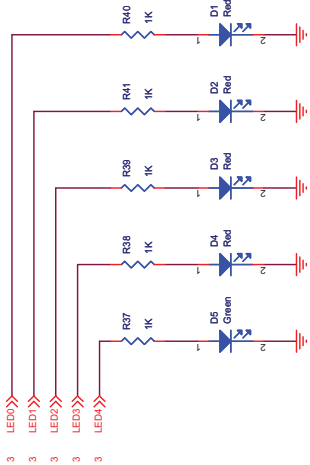 R40
1K
D1
Red
1
2
R41
1K
D2
Red
1
2
R39
1K
D3
Red
1
2
R38
1K
D4
Red
1
2
R37
1K
D5
Green
1
2
3 LED0
3 LED1
3 LED2
3 LED3
3 LED4